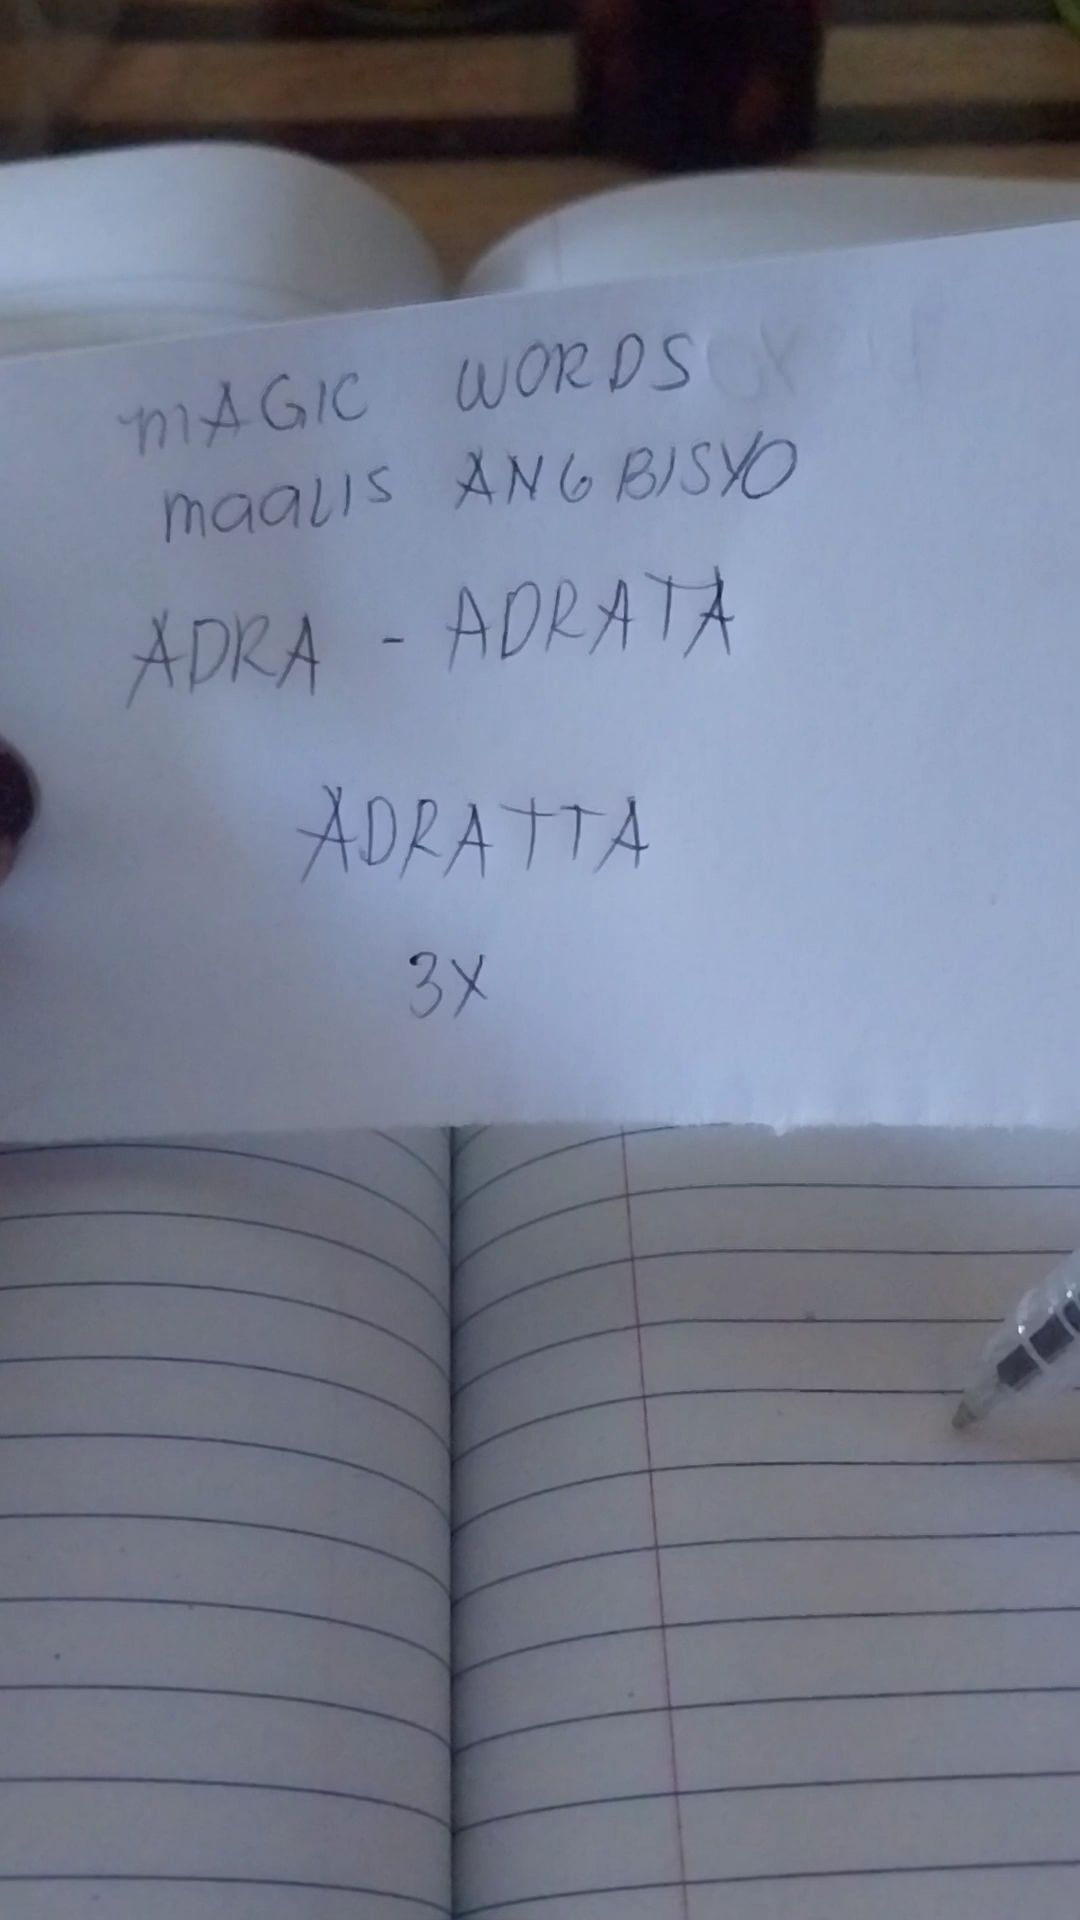 MAGIC WORDS
MAALIS ANG BISYO
ADRA - ADRATA
ADRATTA
3X